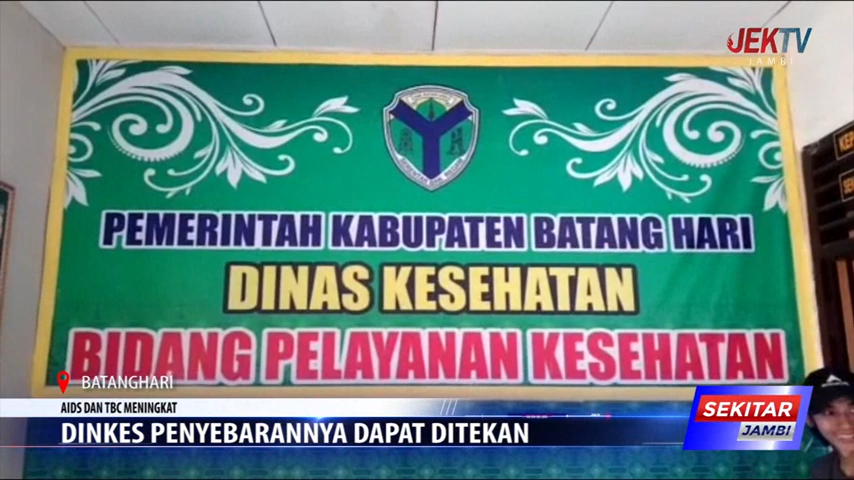 JEKTV
JAMBI
PEMERINTAH KABUPATEN BATANG HARI
DINAS KESEHATAN
BIDANG PELAYANAN KESEHATAN
BATANGHARI
AIDS DAN TBC MENINGKAT
DINKES PENYEBARANNYA DAPAT DITEKAN
SEKITAR
JAMBI